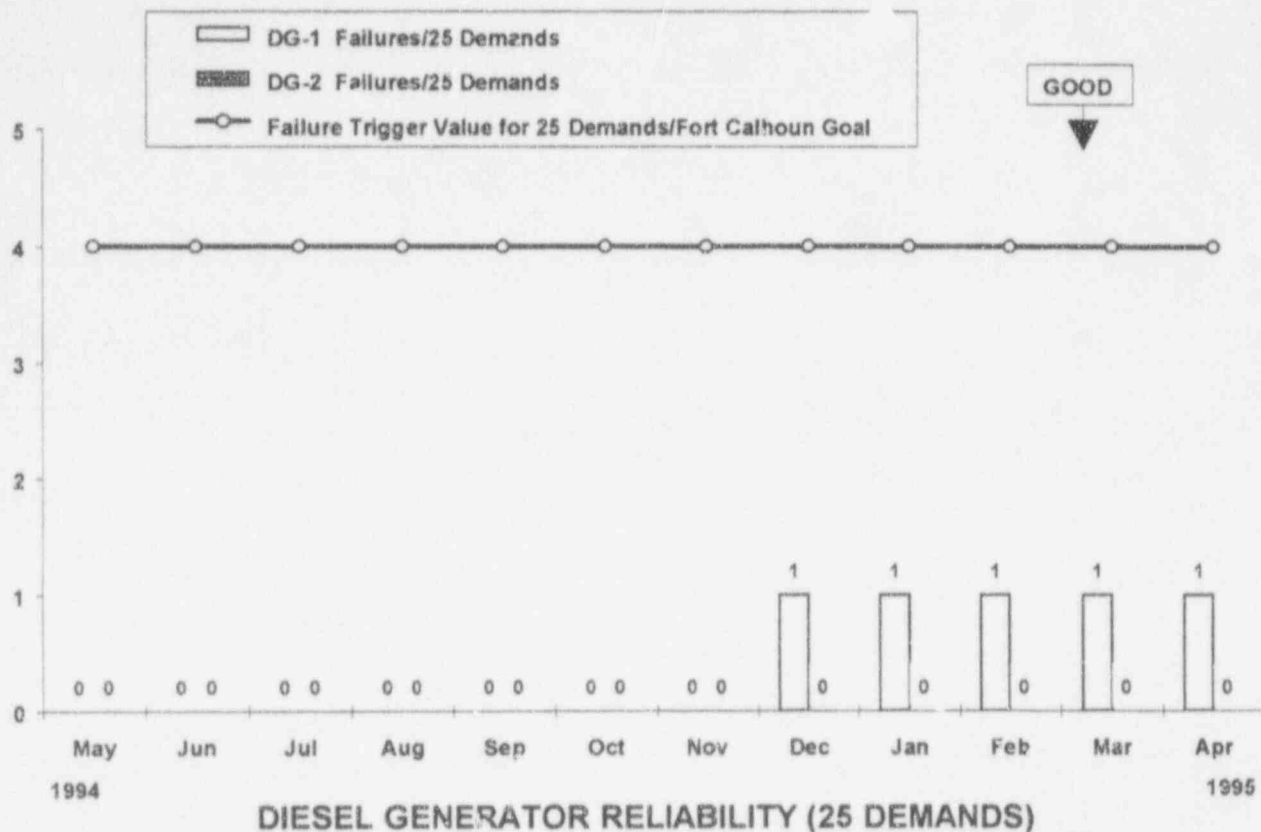 DG-1 Failures/25 Demands
DG-2 Failures/25 Demands
Failure Trigger Value for 25 Demands/Fort Calhoun Goal
GOOD
5
4
3
2
1
0
1 1 1 1 1
0 0 0 0 0 0 0 0 0 0 0 0 0 0 0 0 0 0 0
May Jun Jul Aug Sep Oct Nov Dec Jan Feb Mar Apr
1994 1995
DIESEL GENERATOR RELIABILITY (25 DEMANDS)